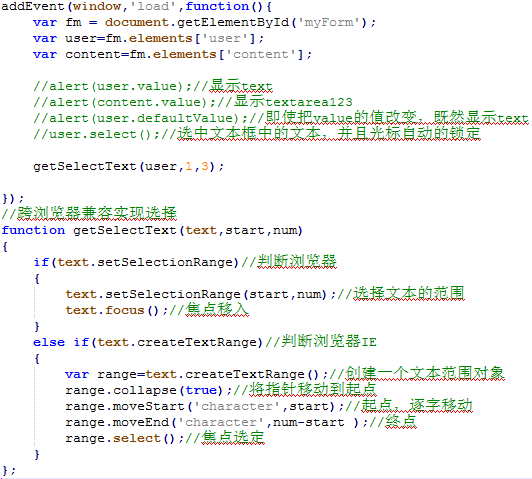 addEvent(window,'load',function(){
var fm = document.getElementById('myForm');
var user=fm.elements['user'];
var content=fm.elements['content'];
//alert(user.value);//显示text
//alert(content.value);//显示textarea123
//alert(user.defaultValue);//即使把value的值改变，既然显示text
//user.select();//选中文本框中的文本，并且光标自动的锁定
getSelectText(user,1,3);
});
//跨浏览器兼容实现选择
function getSelectText(text,start,num)
{
if(text.setSelectionRange)//判断浏览器
{
text.setSelectionRange(start,num);//选择文本的范围
text.focus();//焦点移入
}
else if(text.createTextRange)//判断浏览器IE
{
var range=text.createTextRange();//创建一个文本范围对象
range.collapse(true);//将指针移动到起点
range.moveStart('character',start);//起点，逐字移动
range.moveEnd('character',num-start );//终点
range.select();//焦点选定
}
};